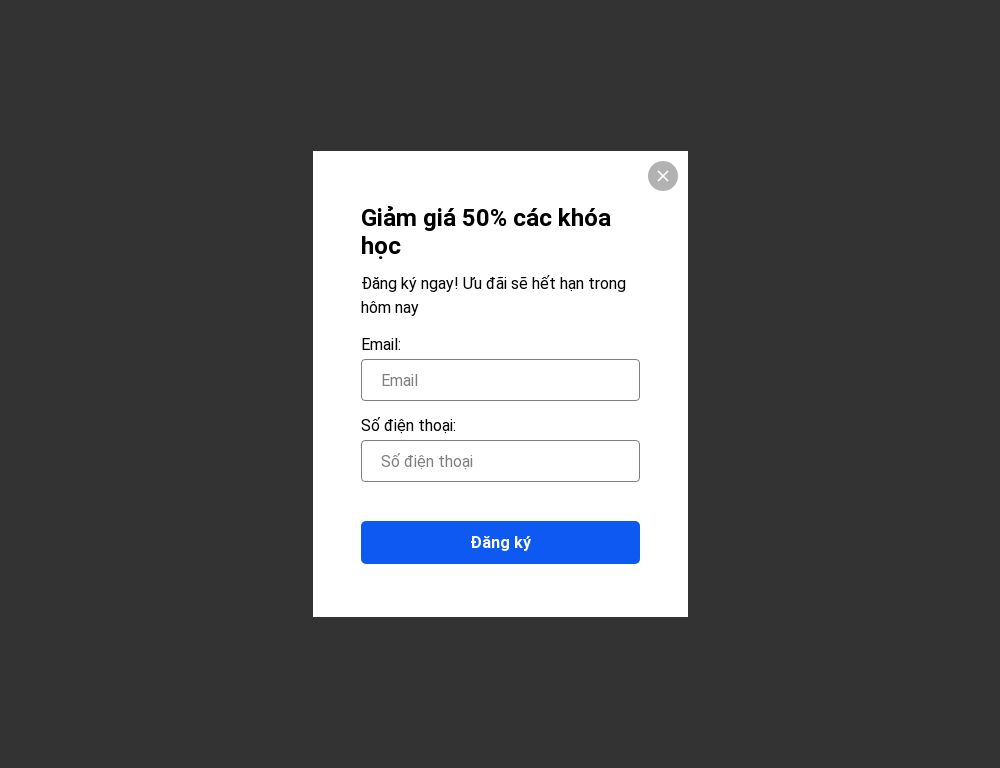 Giảm giá 50% các khóa
học
Đăng ký ngay! Ưu đãi sẽ hết hạn trong
hôm nay
Email:
Email
Số điện thoại:
Số điện thoại
Đăng ký